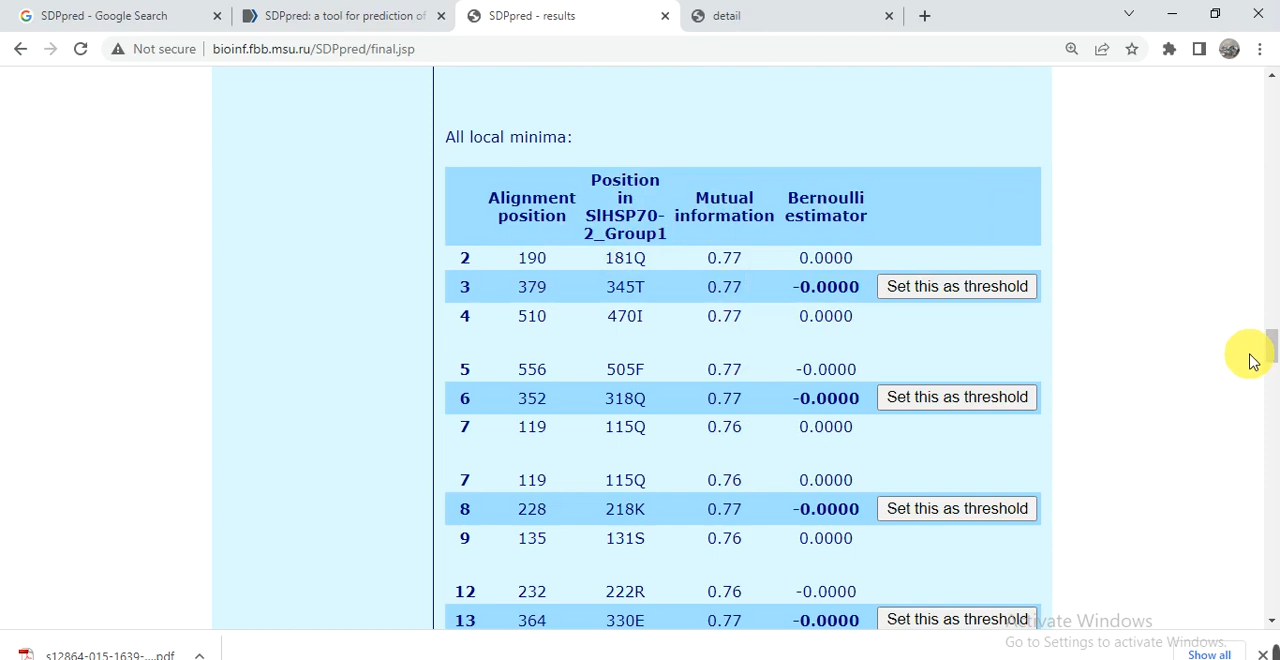 SDPpred - Google Search
SDPpred: a tool for prediction of
SDPpred - results
detail
Not secure
bioinf.fbb.msu.ru/SDPpred/final.jsp
All local minima:
Alignment position Position in SlHSP70-2_Group1 Mutual information Bernoulli estimator
2 190 181Q 0.77 0.0000
3 379 345T 0.77 -0.0000 Set this as threshold
4 510 470I 0.77 0.0000
5 556 505F 0.77 -0.0000
6 352 318Q 0.77 -0.0000 Set this as threshold
7 119 115Q 0.76 0.0000
7 119 115Q 0.76 0.0000
8 228 218K 0.77 -0.0000 Set this as threshold
9 135 131S 0.76 0.0000
12 232 222R 0.76 -0.0000
13 364 330E 0.77 -0.0000 Set this as threshold
Activate Windows
Go to Settings to activate Windows.
s12864-015-1639-....pdf
Show all